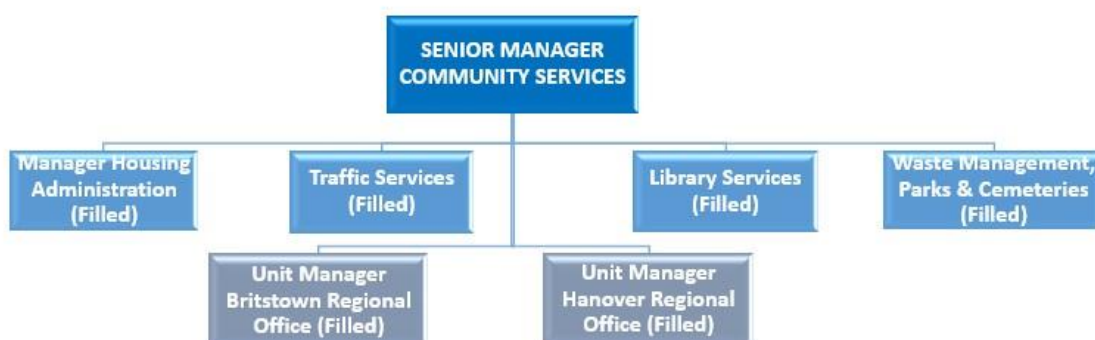 SENIOR MANAGER
COMMUNITY SERVICES
Manager Housing
Administration
(Filled)
Traffic Services
(Filled)
Library Services
(Filled)
Waste Management,
Parks & Cemeteries
(Filled)
Unit Manager
Britstown Regional
Office (Filled)
Unit Manager
Hanover Regional
Office (Filled)